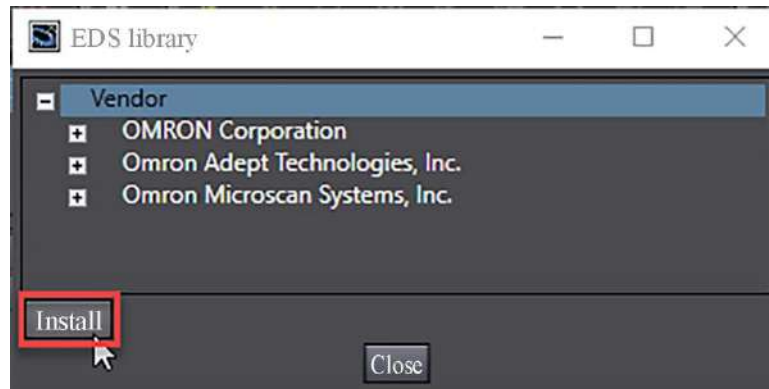 EDS library
Vendor
OMRON Corporation
Omron Adept Technologies, Inc.
Omron Microscan Systems, Inc.
Install
Close